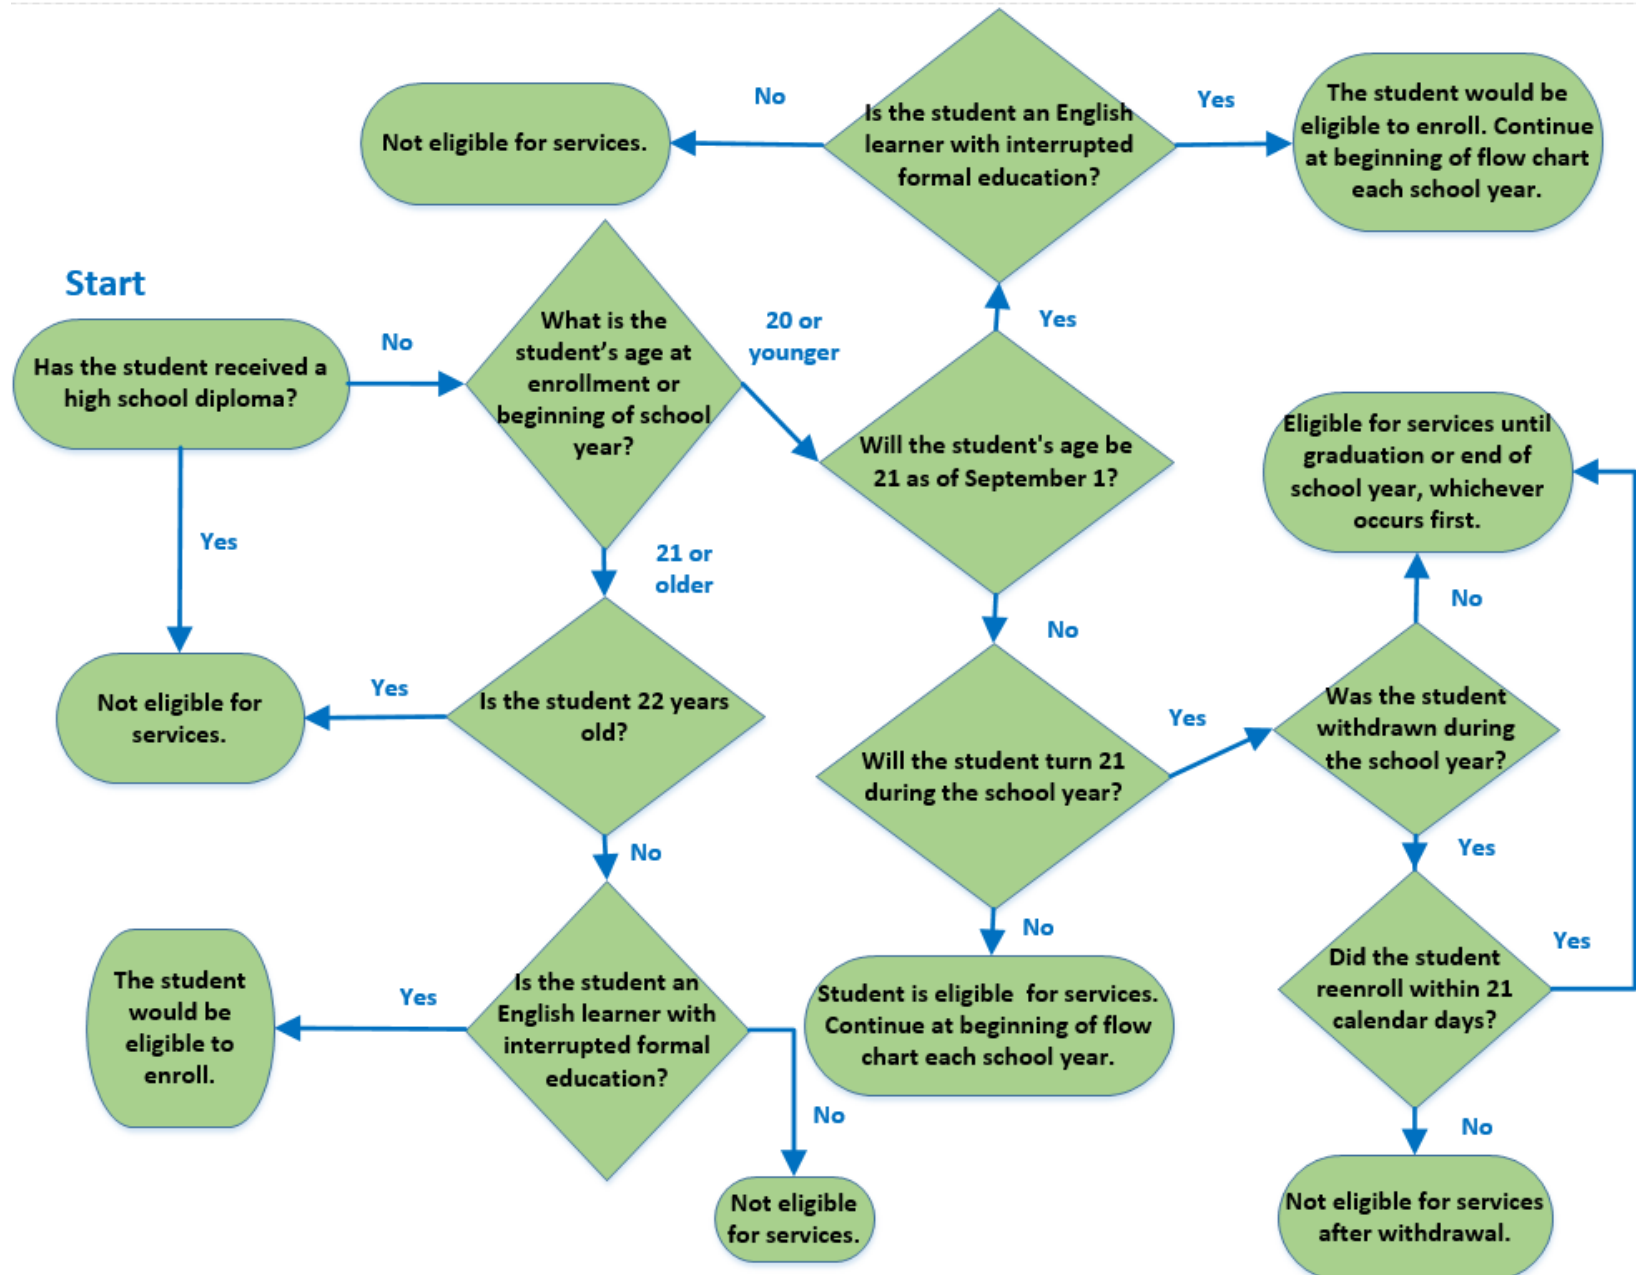 No
Is the student an English
learner with interrupted
formal education?
Yes
The student would be
eligible to enroll. Continue
at beginning of flow chart
each school year.
Not eligible for services.
Start
Has the student received a
high school diploma?
No
What is the
student’s age at
enrollment or
beginning of school
year?
20 or
younger
Yes
Will the student's age be
21 as of September 1?
Eligible for services until
graduation or end of
school year, whichever
occurs first.
Yes
21 or
older
No
No
Not eligible for
services.
Yes
Is the student 22 years
old?
Will the student turn 21
during the school year?
Yes
Was the student
withdrawn during
the school year?
No
Yes
The student
would be
eligible to
enroll.
Yes
Is the student an
English learner with
interrupted formal
education?
No
Student is eligible  for services.
Continue at beginning of flow
chart each school year.
Did the student
reenroll within 21
calendar days?
Yes
No
No
Not eligible
for services.
Not eligible for services
after withdrawal.